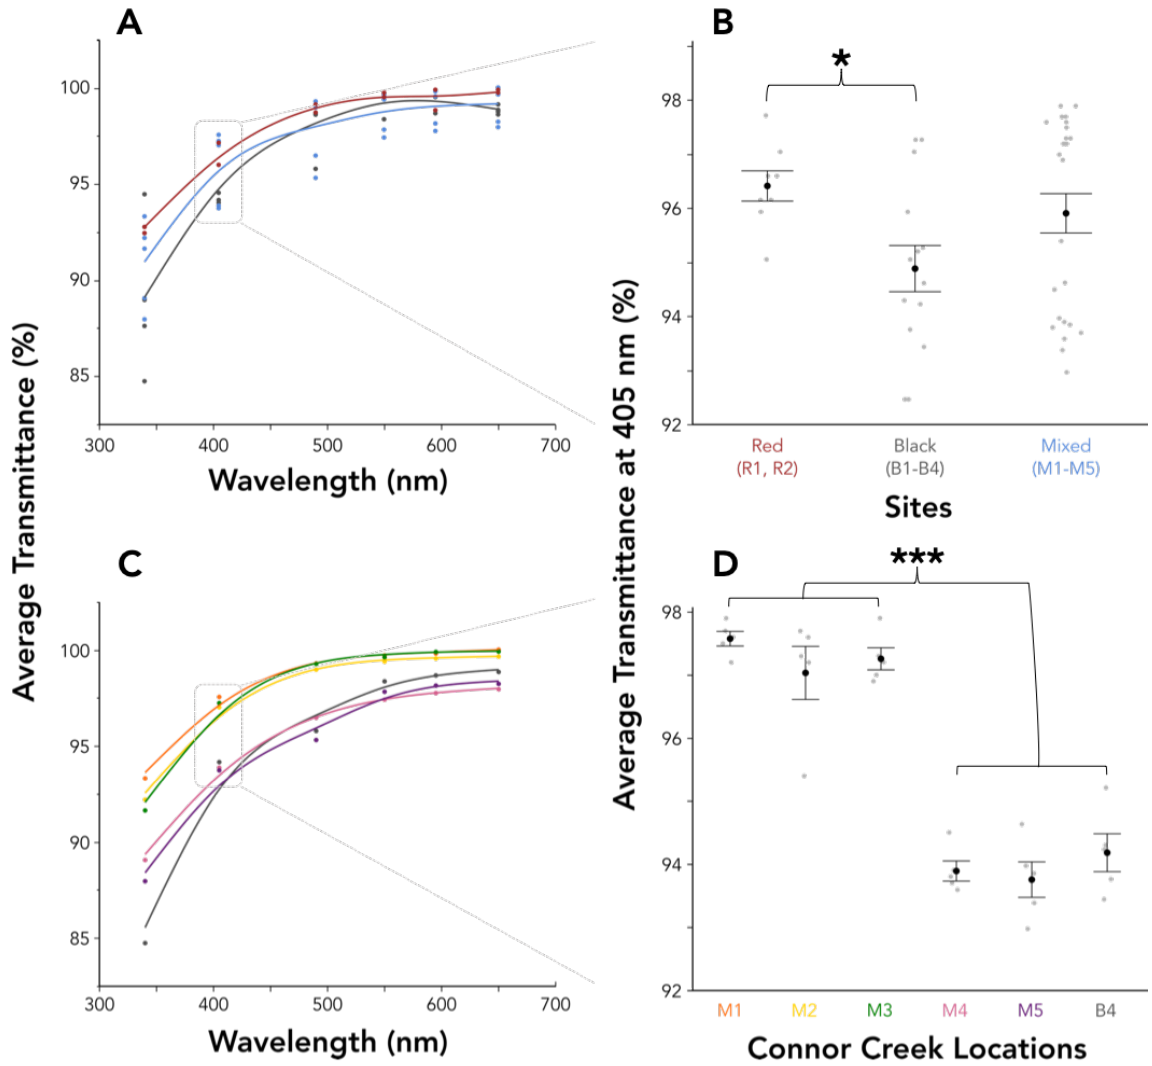 A
Average Transmittance (%)
100
95
90
85
300
400
500
600
700
Wavelength (nm)
B
*
Average Transmittance at 405 nm (%)
98
96
94
92
Red
(R1, R2)
Black
(B1-B4)
Mixed
(M1-M5)
Sites
C
100
95
90
85
300
400
500
600
700
Wavelength (nm)
D
***
98
96
94
92
M1
M2
M3
M4
M5
B4
Connor Creek Locations